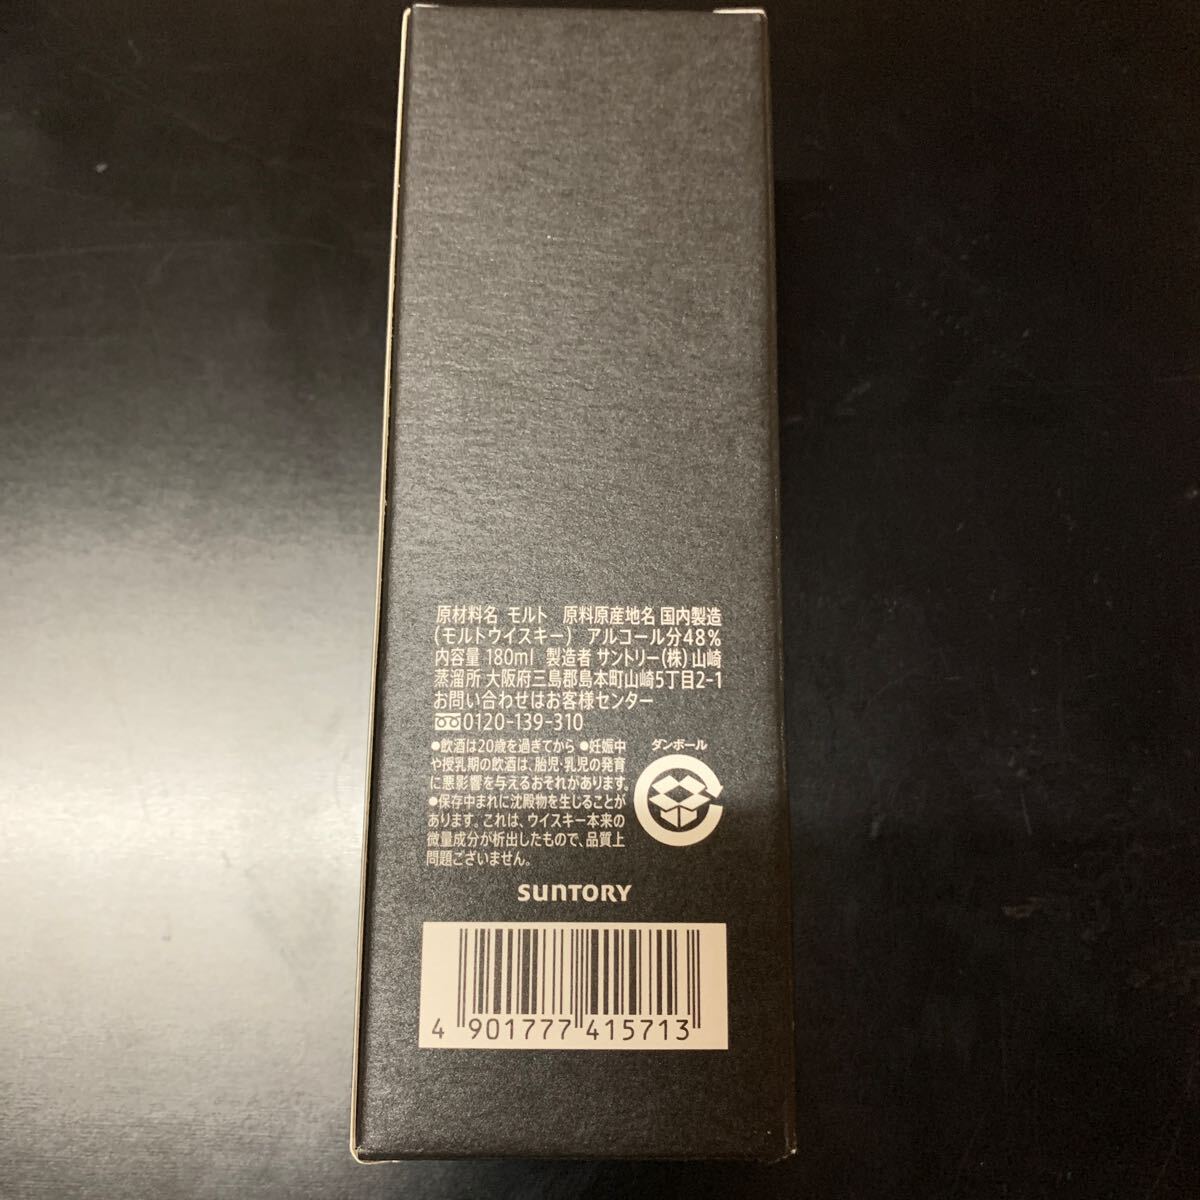 原材料名 モルト 原料原産地名 国内製造
(モルトウイスキー) アルコール分48%
内容量 180ml 製造者 サントリー(株) 山崎
蒸溜所 大阪府三島郡島本町山崎5丁目2-1
お問い合わせはお客様センター
0120-139-310
●飲酒は20歳を過ぎてから ●妊娠中
や授乳期の飲酒は、胎児・乳児の発育
に悪影響を与えるおそれがあります。
●保存中まれに沈殿物を生じることが
あります。これは、ウイスキー本来の
微量成分が析出したもので、品質上
問題ございません。
ダンボール
SUNTORY
4 901777 415713